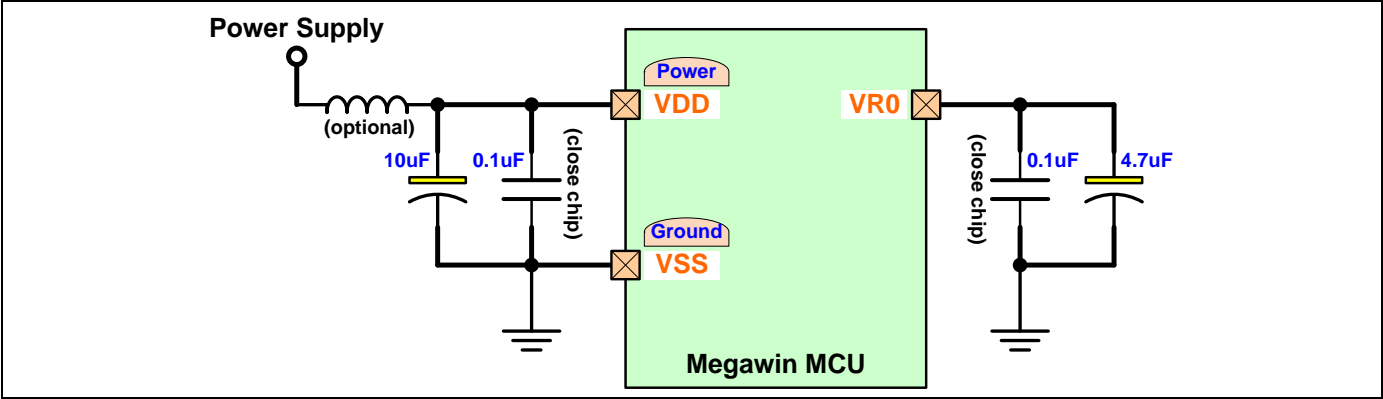 Power Supply
(optional)
10uF
0.1uF
(close chip)
Power
VDD
Ground
VSS
VR0
(close chip)
0.1uF
4.7uF
Megawin MCU